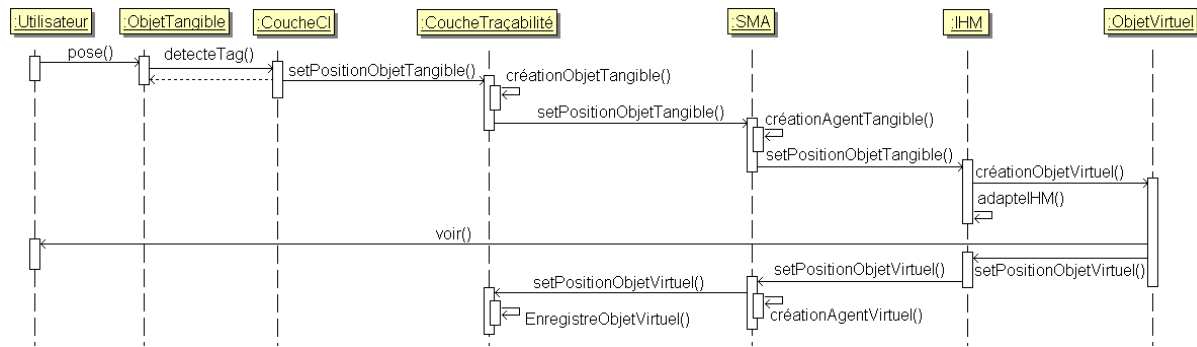 :Utilisateur
:ObjetTangible
:CoucheCI
:CoucheTraçabilité
:SMA
:IHM
:ObjetVirtuel
pose()
detecteTag()
setPositionObjetTangible()
créationObjetTangible()
setPositionObjetTangible()
créationAgentTangible()
setPositionObjetTangible()
créationObjetVirtuel()
adapteIHM()
voir()
setPositionObjetVirtuel()
setPositionObjetVirtuel()
setPositionObjetVirtuel()
créationAgentVirtuel()
EnregistreObjetVirtuel()